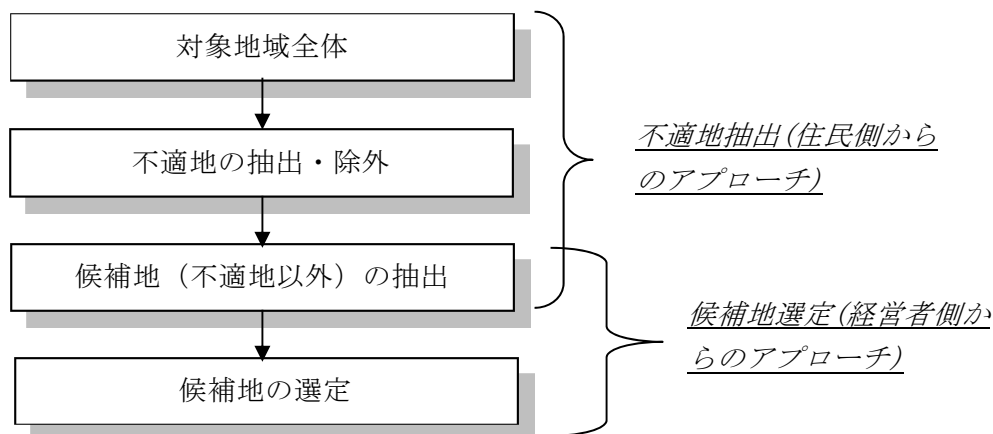 対象地域全体
不適地の抽出・除外
候補地（不適地以外）の抽出
候補地の選定
不適地抽出(住民側から
のアプローチ)
候補地選定(経営者側か
らのアプローチ)